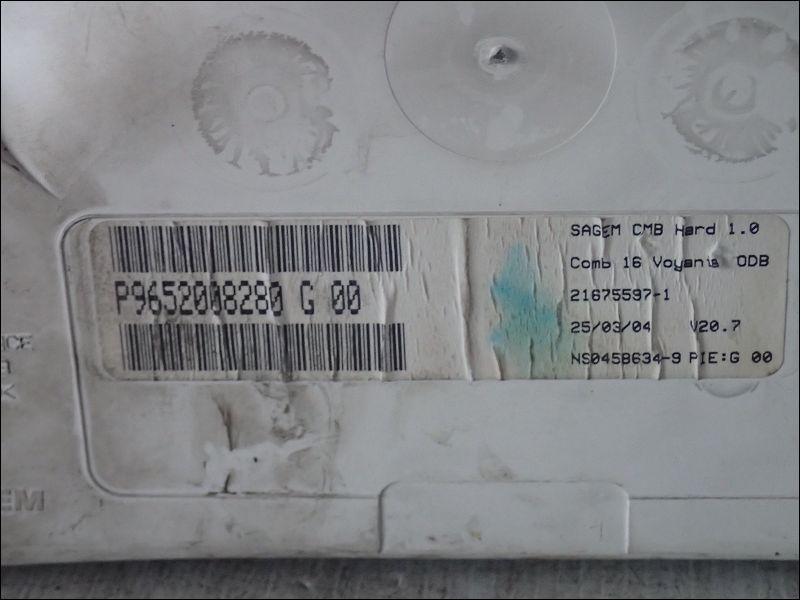 P9652008280 G 00
SAGEM CMB Hard 1.0
Comb 16 Voyanis ODB
21675597-1
25/03/04 V20.7
NS0458634-9 PIE:G 00